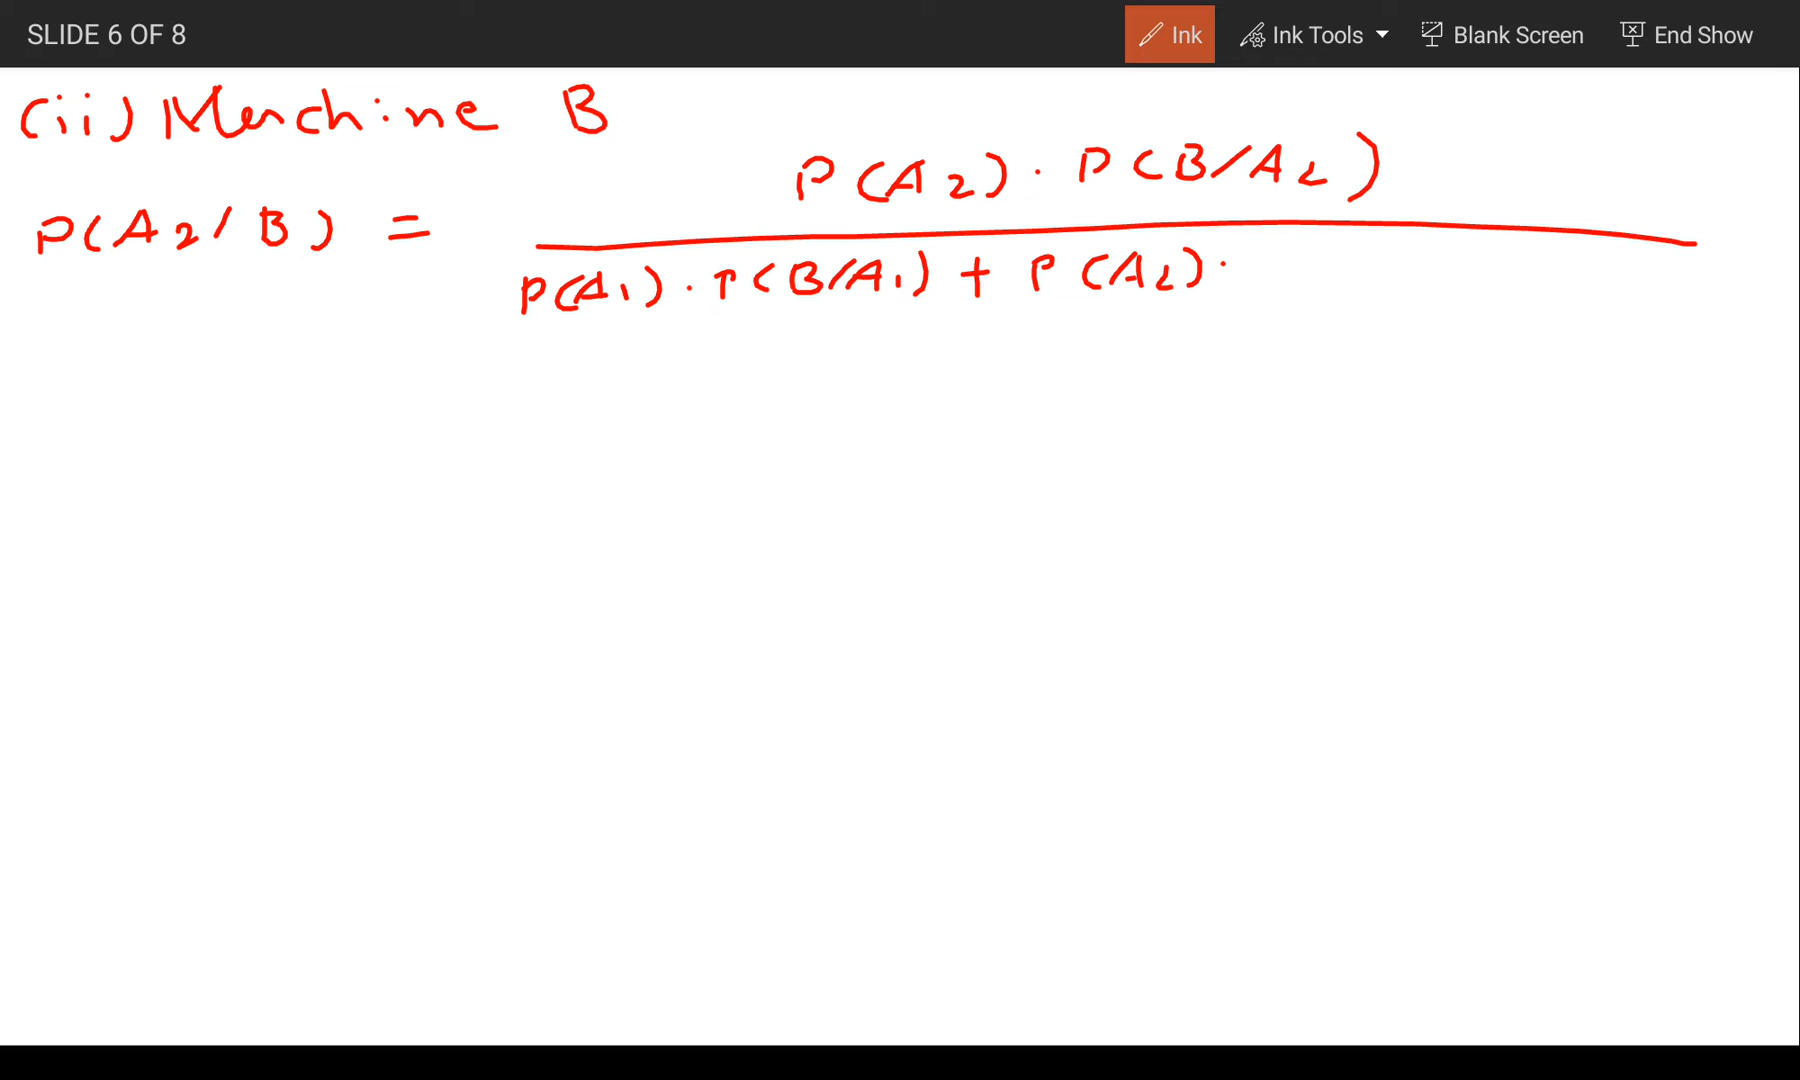 SLIDE 6 OF 8 Ink Ink Tools Blank Screen End Show
(ii) Machine B
P(A2) . P(B/A2)
P(A2/B) =
P(A1) . P(B/A1) + P(A2) .